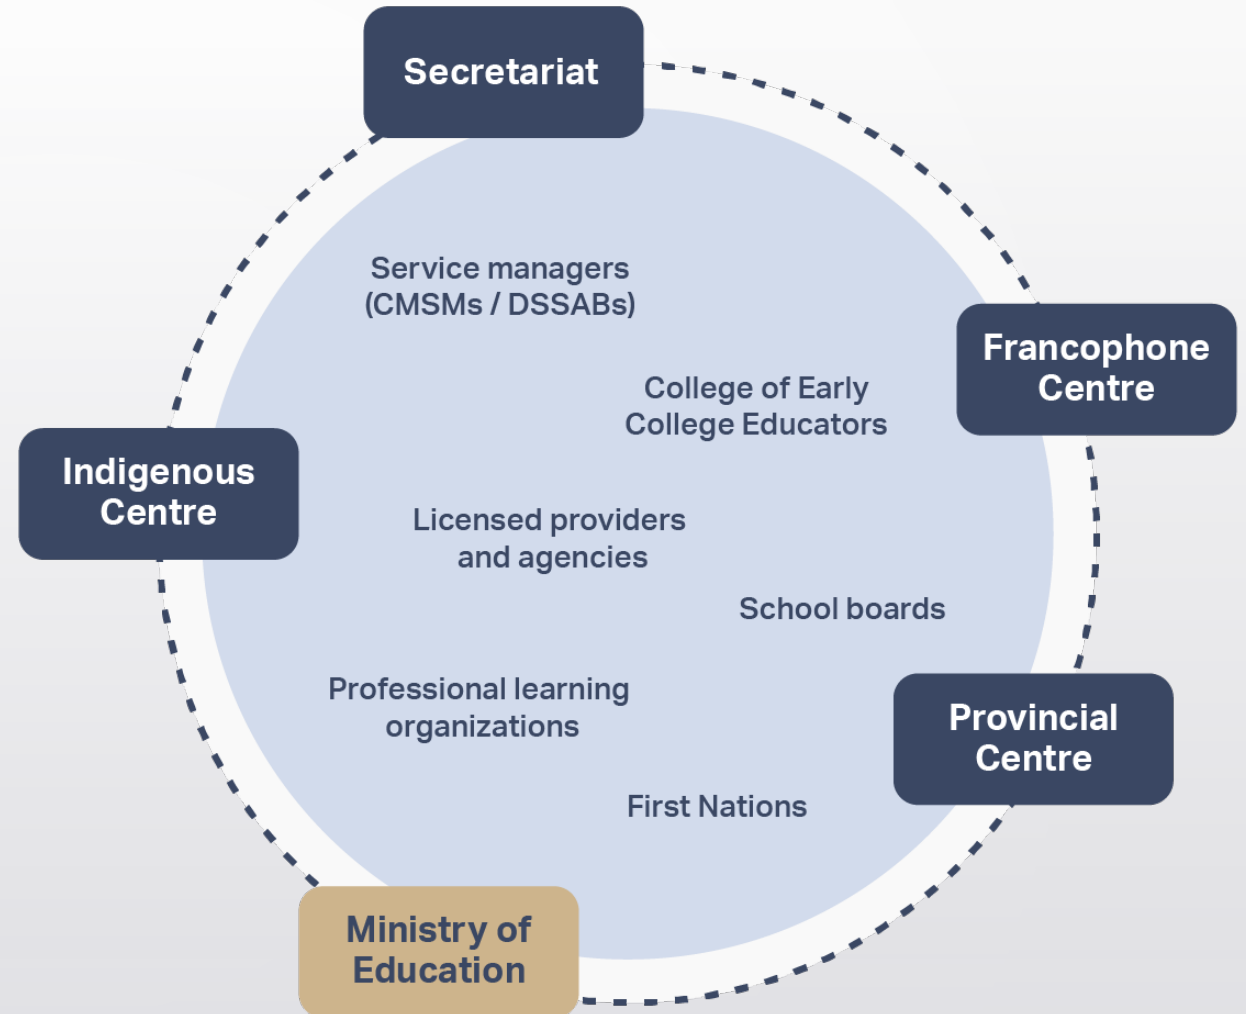 Secretariat
Service managers
(CMSMs / DSSABs)
Francophone
Centre
College of Early
College Educators
Indigenous
Centre
Licensed providers
and agencies
School boards
Professional learning
organizations
Provincial
Centre
First Nations
Ministry of
Education